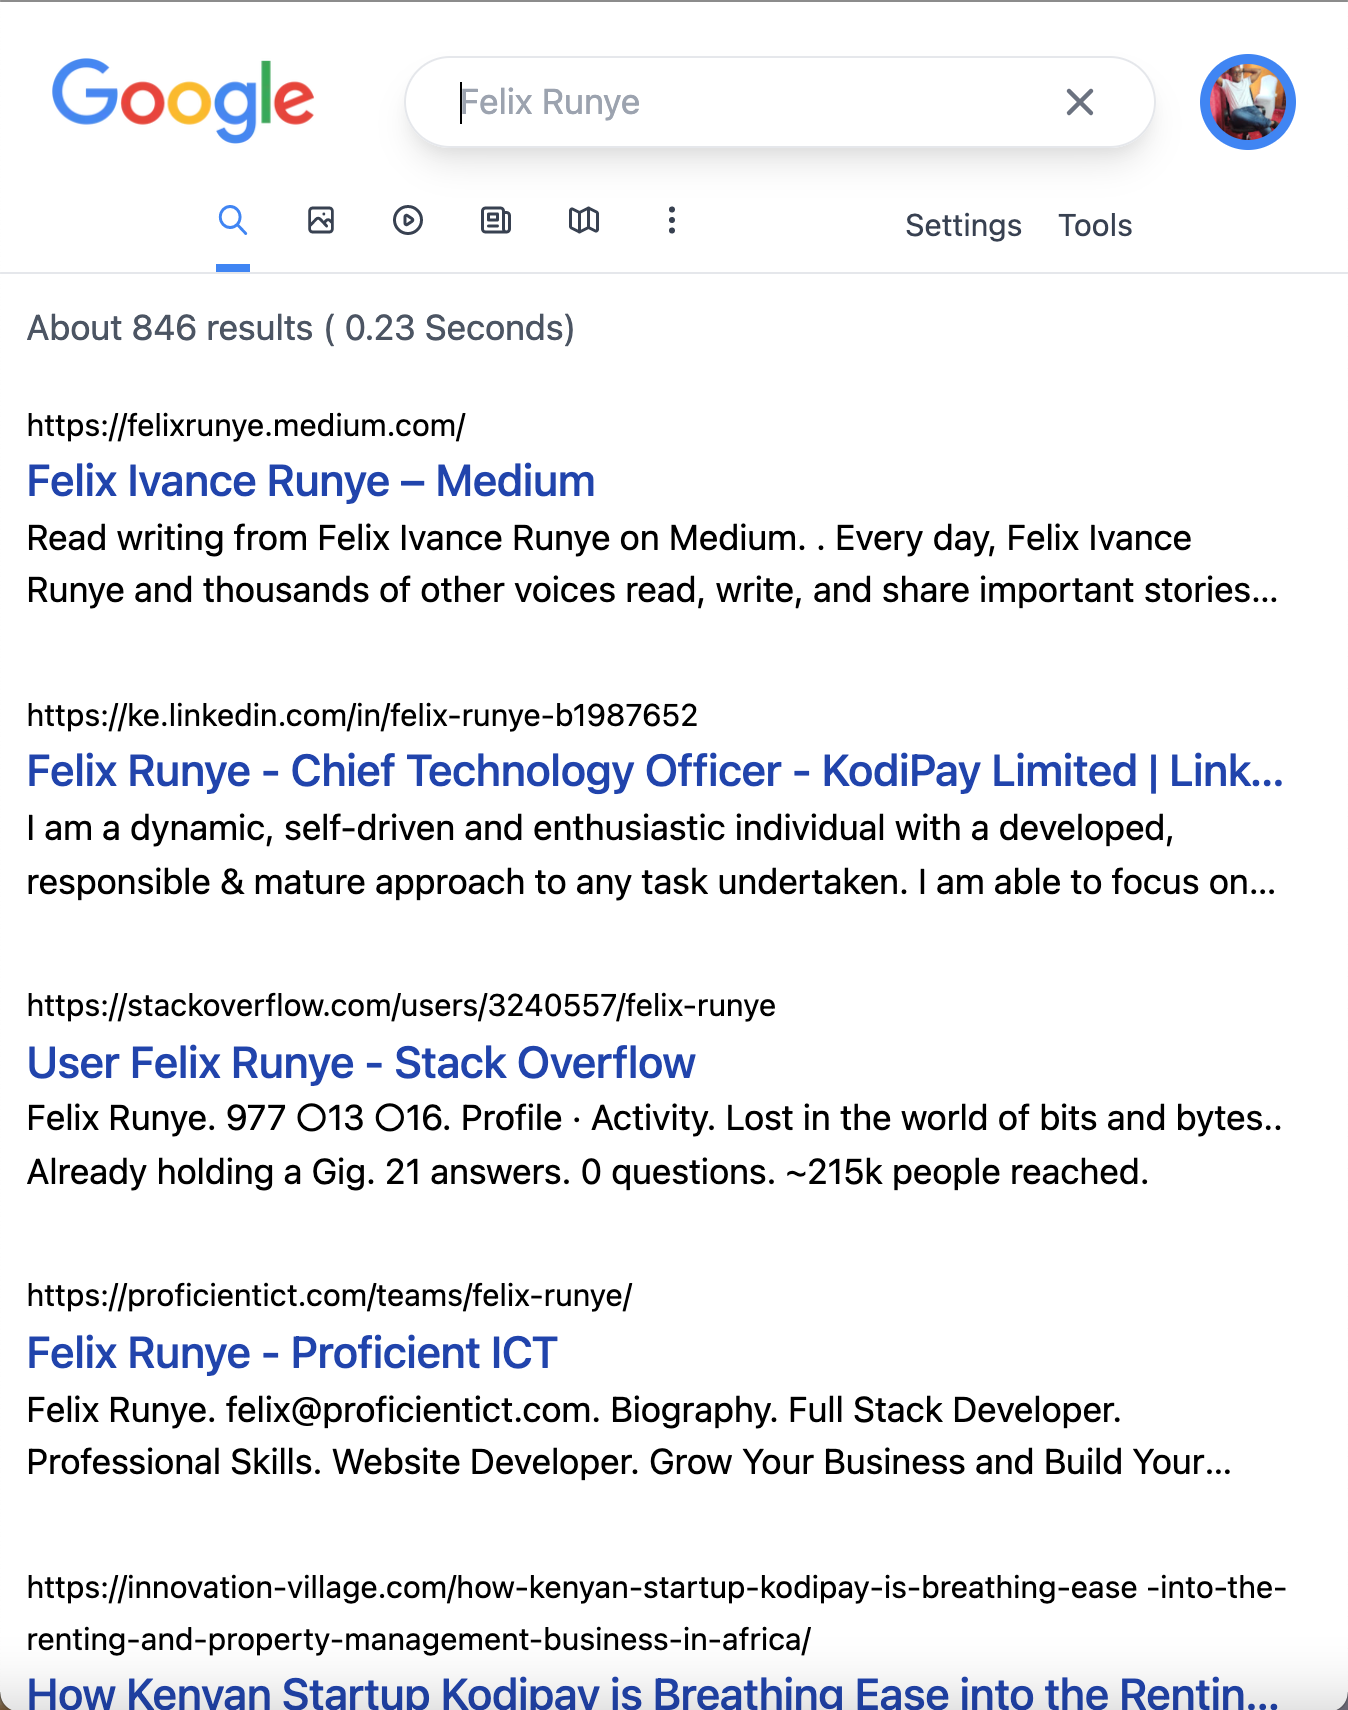 Google
Felix Runye
Settings Tools
About 846 results ( 0.23 Seconds)
https://felixrunye.medium.com/
Felix Ivance Runye – Medium
Read writing from Felix Ivance Runye on Medium. . Every day, Felix Ivance
Runye and thousands of other voices read, write, and share important stories...
https://ke.linkedin.com/in/felix-runye-b1987652
Felix Runye - Chief Technology Officer - KodiPay Limited | Link...
I am a dynamic, self-driven and enthusiastic individual with a developed,
responsible & mature approach to any task undertaken. I am able to focus on...
https://stackoverflow.com/users/3240557/felix-runye
User Felix Runye - Stack Overflow
Felix Runye. 977 ○13 ○16. Profile · Activity. Lost in the world of bits and bytes..
Already holding a Gig. 21 answers. 0 questions. ~215k people reached.
https://proficientict.com/teams/felix-runye/
Felix Runye - Proficient ICT
Felix Runye. felix@proficientict.com. Biography. Full Stack Developer.
Professional Skills. Website Developer. Grow Your Business and Build Your...
https://innovation-village.com/how-kenyan-startup-kodipay-is-breathing-ease -into-the-
renting-and-property-management-business-in-africa/
How Kenyan Startup Kodipay is Breathing Ease into the Rentin...